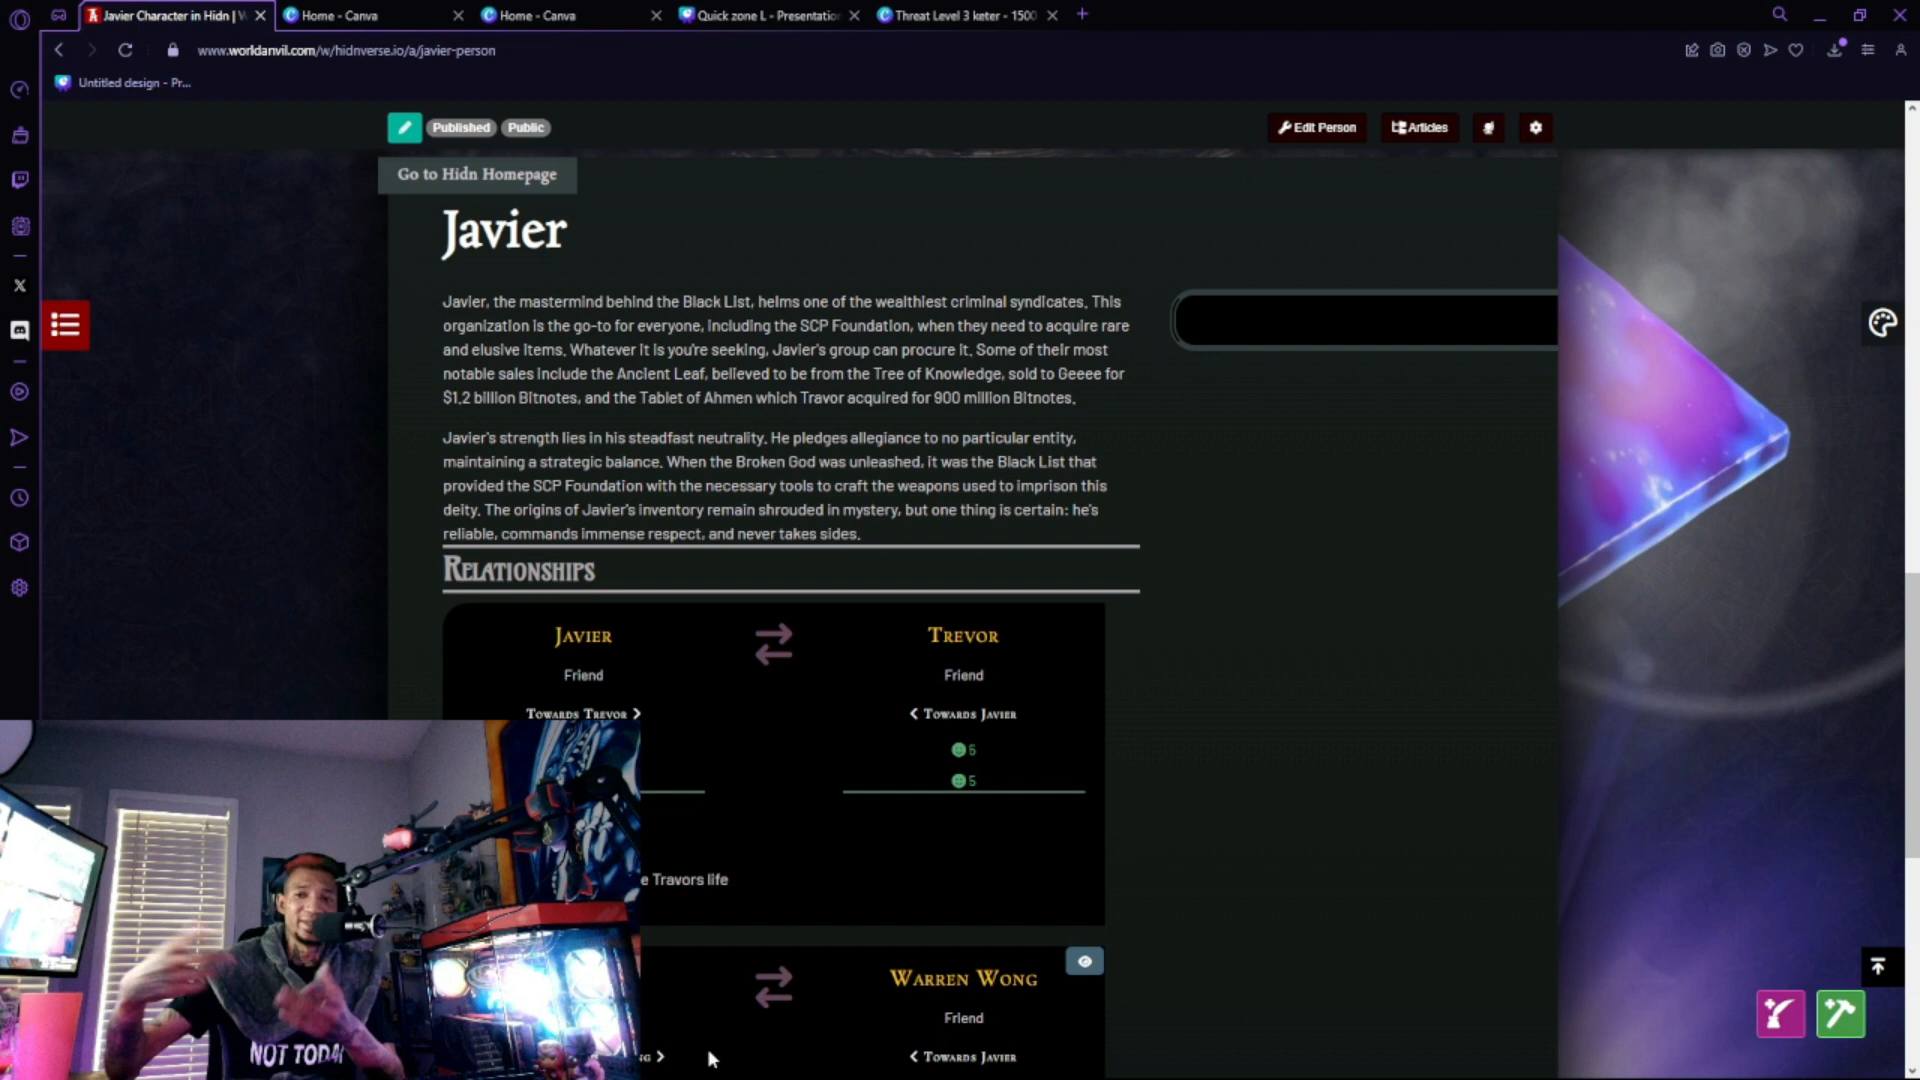 Javier Character in Hidn | W
Home - Canva
Home - Canva
Quick zone L - Presentation
Threat Level 3 keter - 1500
www.worldanvil.com/w/hidnverse.io/a/javier-person
Untitled design - Pr...
Published
Public
Edit Person
Articles
Go to Hidn Homepage
Javier
Javier, the mastermind behind the Black List, helms one of the wealthiest criminal syndicates. This
organization is the go-to for everyone, including the SCP Foundation, when they need to acquire rare
and elusive items. Whatever it is you're seeking, Javier's group can procure it. Some of their most
notable sales include the Ancient Leaf, believed to be from the Tree of Knowledge, sold to Geeee for
$1.2 billion Bitnotes, and the Tablet of Ahmen which Travor acquired for 900 million Bitnotes.
Javier's strength lies in his steadfast neutrality. He pledges allegiance to no particular entity,
maintaining a strategic balance. When the Broken God was unleashed, it was the Black List that
provided the SCP Foundation with the necessary tools to craft the weapons used to imprison this
deity. The origins of Javier's inventory remain shrouded in mystery, but one thing is certain: he's
reliable, commands immense respect, and never takes sides.
Relationships
Javier
Trevor
Friend
Friend
Towards Trevor
Towards Javier
5
5
e Travors life
Warren Wong
Friend
Towards Javier
NOT TODAY